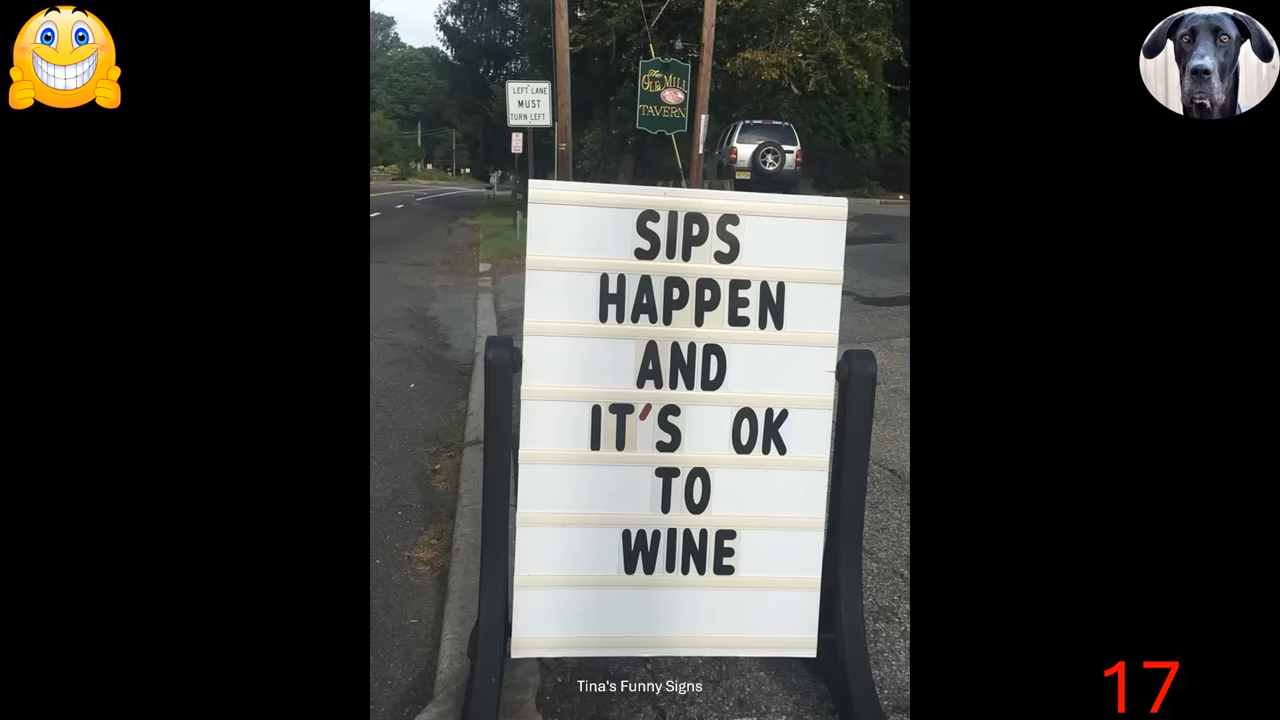 LEFT LANE
MUST
TURN LEFT
The
OLD MILL
TAVERN
SIPS
HAPPEN
AND
IT'S OK
TO
WINE
Tina's Funny Signs
17